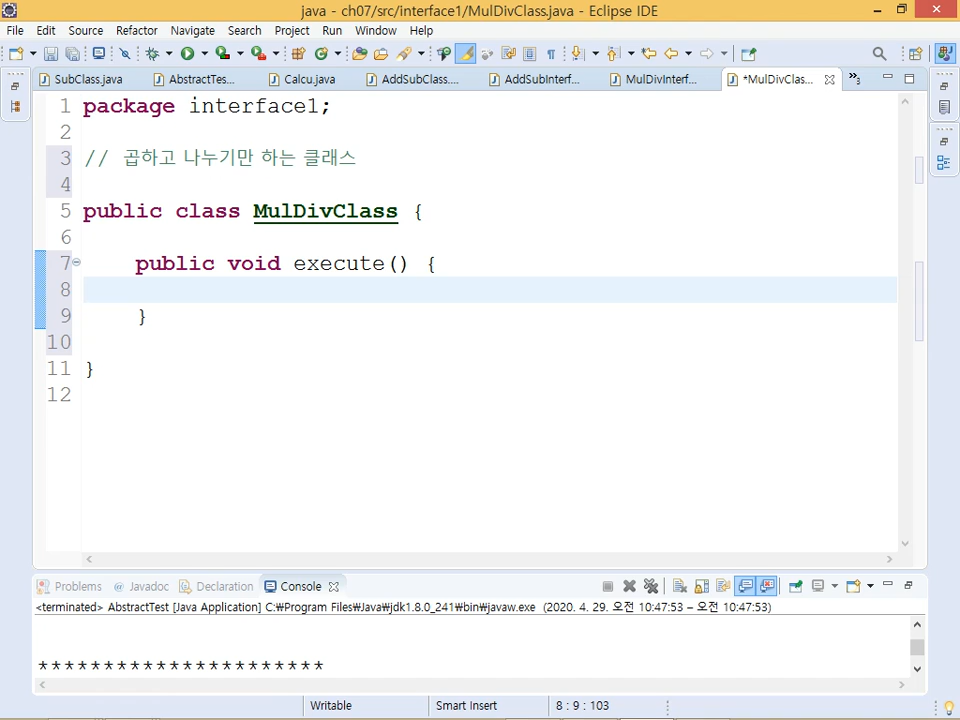 java - ch07/src/interface1/MulDivClass.java - Eclipse IDE
File Edit Source Refactor Navigate Search Project Run Window Help
SubClass.java AbstractTes... Calcu.java AddSubClass.... AddSubInterf... MulDivInterf... *MulDivClas... »3
1 package interface1;
2
3 // 곱하고 나누기만 하는 클래스
4
5 public class MulDivClass {
6
7 public void execute() {
8
9 }
10
11 }
12
Problems @ Javadoc Declaration Console
<terminated> AbstractTest [Java Application] C:₩Program Files₩Java₩jdk1.8.0_241₩bin₩javaw.exe (2020. 4. 29. 오전 10:47:53 – 오전 10:47:53)
**********************
Writable Smart Insert 8 : 9 : 103